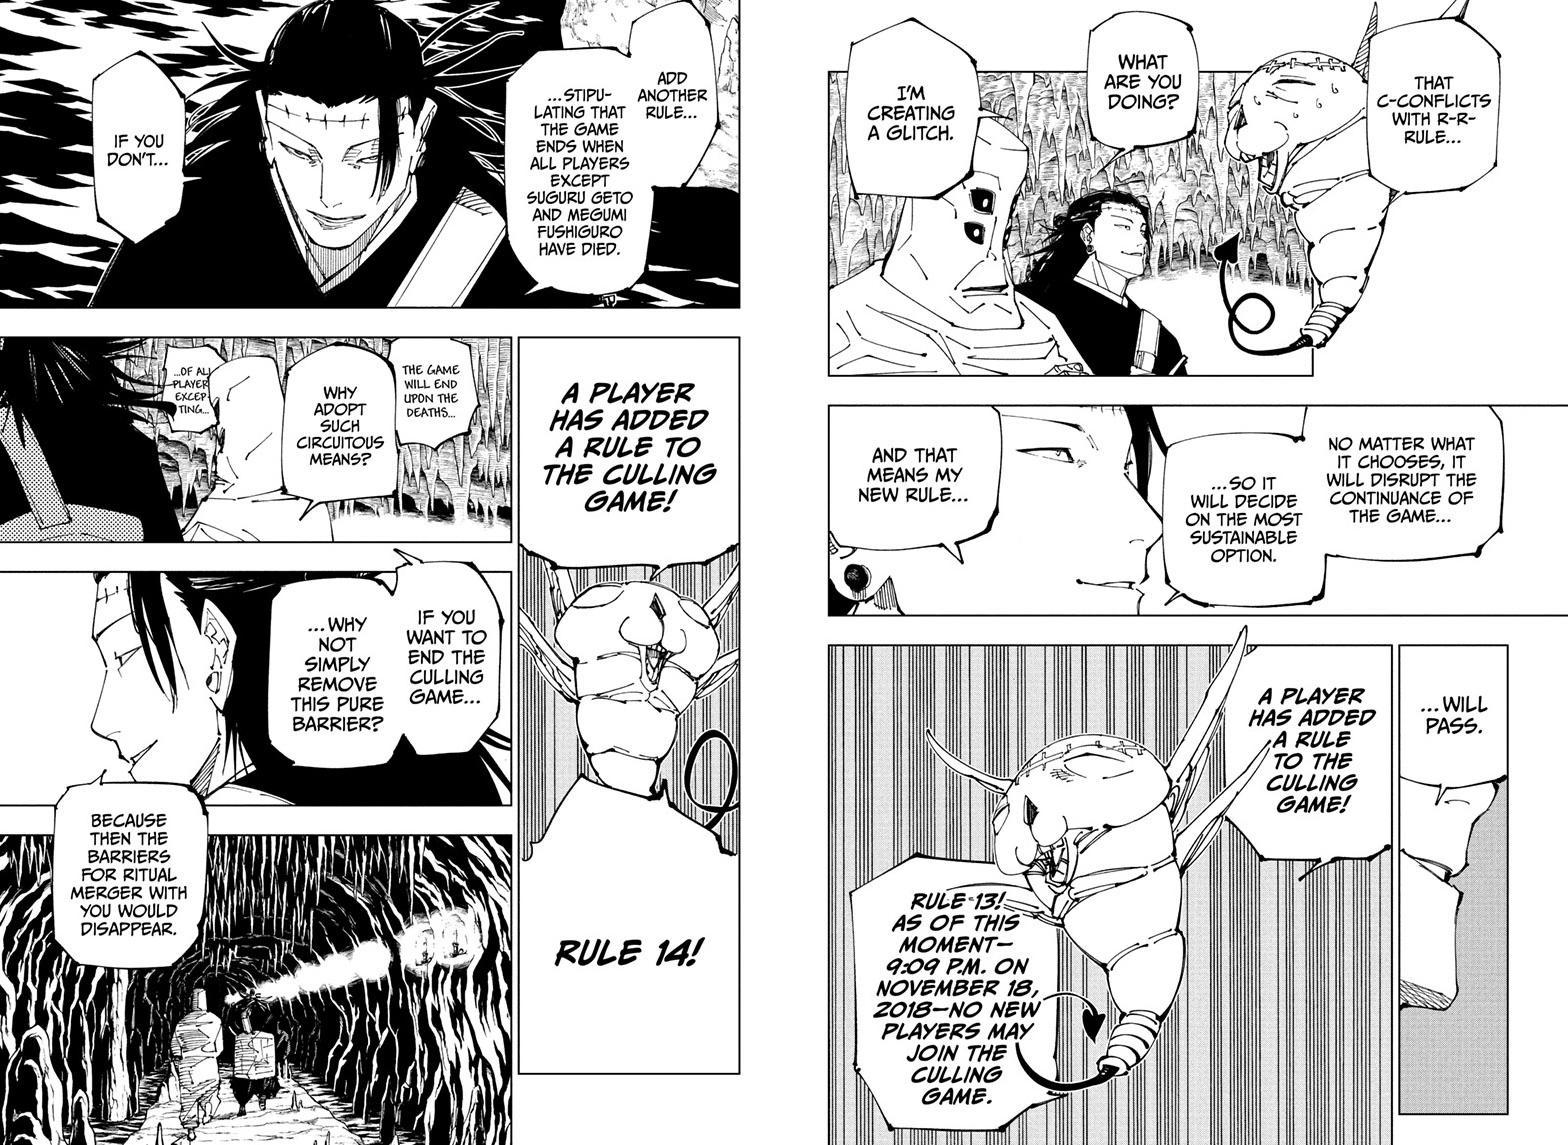 THAT
C-CONFLICTS
WITH R-R-
RULE...
WHAT
ARE YOU
DOING?
I'M
CREATING
A GLITCH.
NO MATTER WHAT
IT CHOOSES, IT
WILL DISRUPT THE
CONTINUANCE OF
THE GAME...
...SO IT
WILL DECIDE
ON THE MOST
SUSTAINABLE
OPTION.
AND THAT
MEANS MY
NEW RULE...
...WILL
PASS.
A PLAYER
HAS ADDED
A RULE
TO THE
CULLING
GAME!
RULE 13!
AS OF THIS
MOMENT—
9:09 P.M. ON
NOVEMBER 18,
2018—NO NEW
PLAYERS MAY
JOIN THE
CULLING
GAME.
ADD
ANOTHER
RULE...
...STIPU-
LATING THAT
THE GAME
ENDS WHEN
ALL PLAYERS
EXCEPT
SUGURU GETO
AND MEGUMI
FUSHIGURO
HAVE DIED.
IF YOU
DON'T...
A PLAYER
HAS ADDED
A RULE TO
THE CULLING
GAME!
RULE 14!
THE GAME
WILL END
UPON THE
DEATHS...
WHY
ADOPT
SUCH
CIRCUITOUS
MEANS?
...OF ALL
PLAYER
EXCEP-
TING...
IF YOU
WANT TO
END THE
CULLING
GAME...
...WHY
NOT
SIMPLY
REMOVE
THIS PURE
BARRIER?
BECAUSE
THEN THE
BARRIERS
FOR RITUAL
MERGER WITH
YOU WOULD
DISAPPEAR.